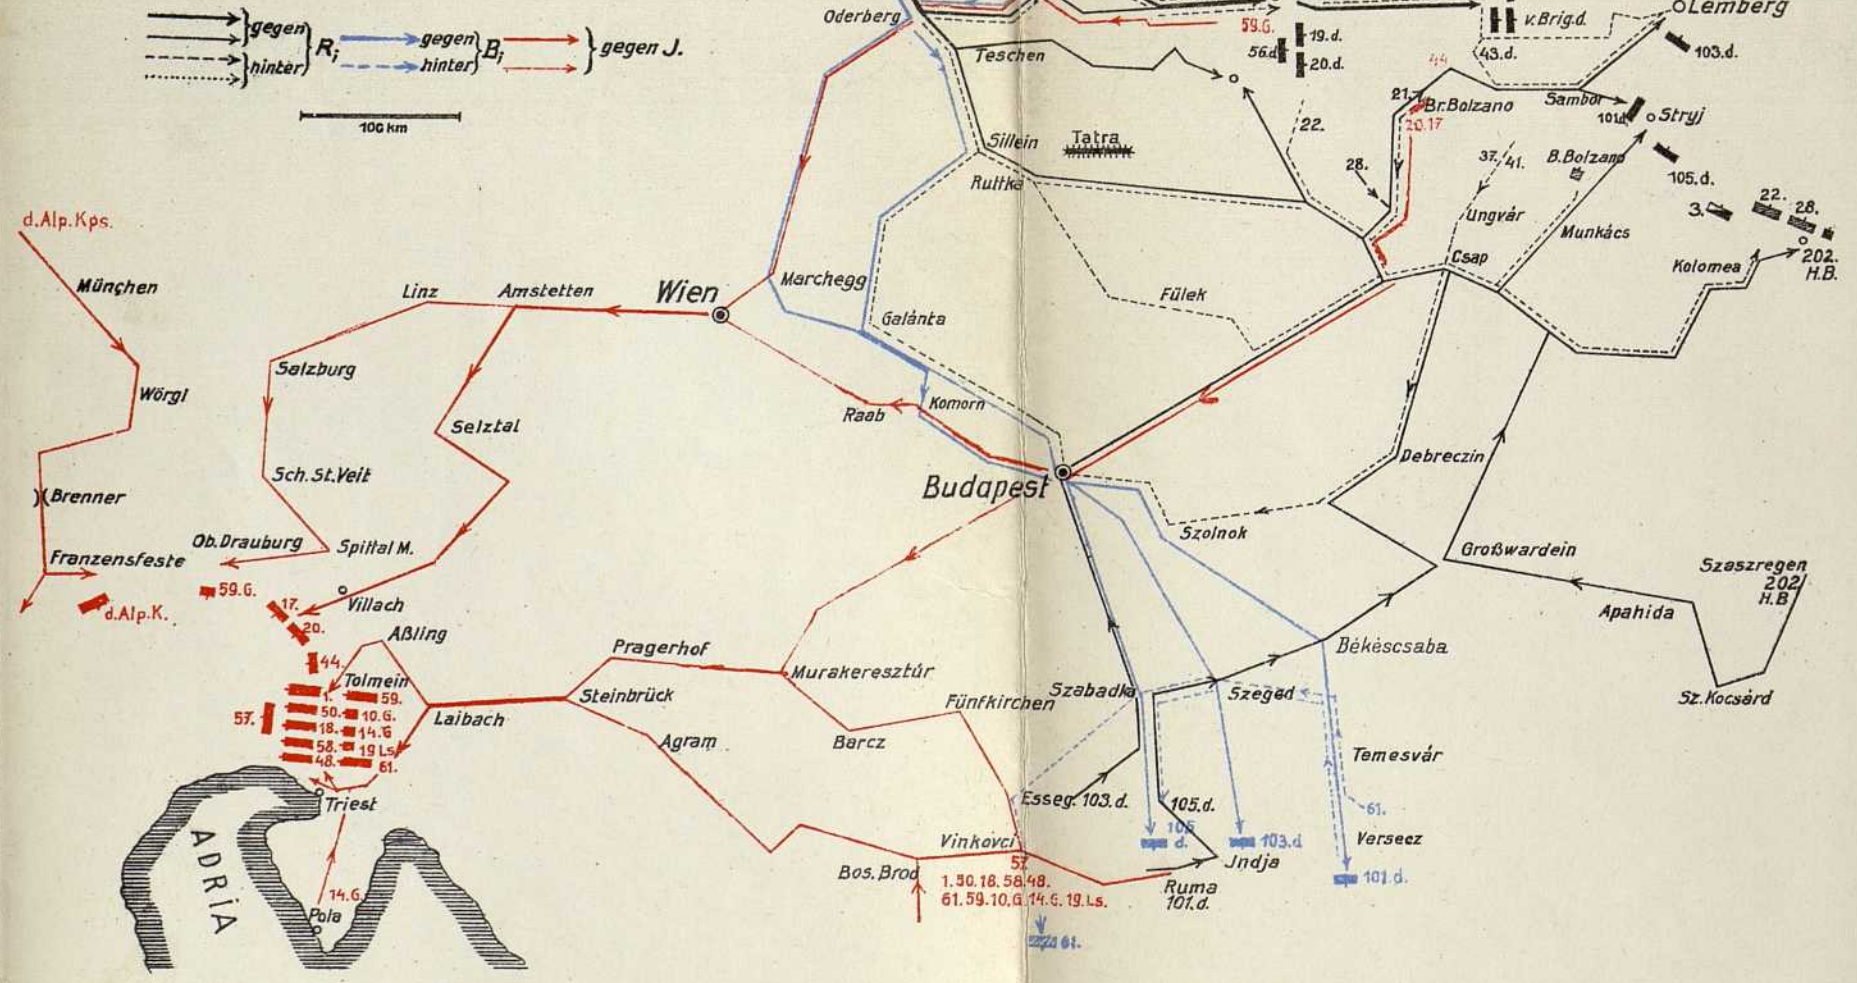 gegen
hinter
Ri
gegen
hinter
Bi
gegen J.
100 km
Oderberg
Teschen
59.G.
56.d
19.d.
20.d.
v.Brig.d.
43.d.
Lemberg
103.d.
44
21.
Br.Bolzano
20.17
Sambor
101.d.
Stryj
Sillein
Tatra
Ruttka
22.
28.
37.
41.
B.Bolzano
105.d.
3.
22.
28.
202.
H.B.
Ungvár
Munkács
Kolomea
Csap
d.Alp.Kps.
München
Wörgl
Brenner
Franzensfeste
d.Alp.K.
Linz
Amstetten
Wien
Marchegg
Galánta
Fülek
Salzburg
Selztal
Sch.St.Veit
Raab
Komorn
Budapest
Debreczin
Szolnok
Großwardein
Szaszregen
202
H.B.
Apahida
Sz.Kocsárd
Ob.Drauburg
Spittal M.
59.G.
17.
20.
Villach
Aßling
44.
Tolmein
1.
59.
57.
50.
10.G.
18.
14.G
58.
19Ls
48.
61.
Laibach
Steinbrück
Pragerhof
Murakeresztúr
Agram
Barcz
Fünfkirchen
Szabadka
Szeged
Békéscsaba
Temesvár
61.
Versecz
101.d.
Esseg. 103.d.
105.d.
105
d.
103.d
Jndja
Ruma
101.d.
Vinkovci
57.
Bos.Brod
1.50.18.58.48.
61.59.10.G.14.G.19.Ls.
61.
Triest
14.G.
Pola
ADRIA